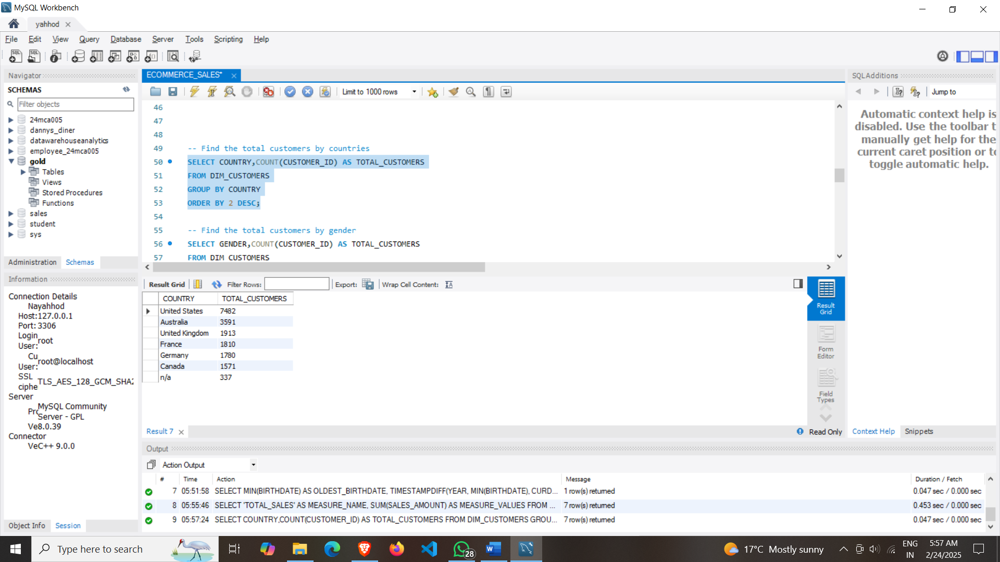 MySQL Workbench
yahhod
File Edit View Query Database Server Tools Scripting Help
Navigator
SCHEMAS
Filter objects
24mca005
dannys_diner
datawarehouseanalytics
employee_24mca005
gold
Tables
Views
Stored Procedures
Functions
sales
student
sys
Administration Schemas
Information
Connection Details
Nayahhod
Host:127.0.0.1
Port: 3306
Login User: root
Cu User: root@localhost
SSL ciphe TLS_AES_128_GCM_SHA2
Server
Prc MySQL Community Server - GPL
Ve8.0.39
Connector
VeC++ 9.0.0
Object Info Session
ECOMMERCE_SALES*
Limit to 1000 rows
46
47
48
49 -- Find the total customers by countries
50 SELECT COUNTRY,COUNT(CUSTOMER_ID) AS TOTAL_CUSTOMERS
51 FROM DIM_CUSTOMERS
52 GROUP BY COUNTRY
53 ORDER BY 2 DESC;
54
55 -- Find the total customers by gender
56 SELECT GENDER,COUNT(CUSTOMER_ID) AS TOTAL_CUSTOMERS
57 FROM DIM_CUSTOMERS
Result Grid Filter Rows: Export: Wrap Cell Content:
COUNTRY TOTAL_CUSTOMERS
United States 7482
Australia 3591
United Kingdom 1913
France 1810
Germany 1780
Canada 1571
n/a 337
Result Grid
Form Editor
Field Types
Result 7
Read Only
SQLAdditions
Jump to
Automatic context help is
disabled. Use the toolbar t
manually get help for the
current caret position or to
toggle automatic help.
Context Help Snippets
Output
Action Output
# Time Action Message Duration / Fetch
7 05:51:58 SELECT MIN(BIRTHDATE) AS OLDEST_BIRTHDATE, TIMESTAMPDIFF(YEAR, MIN(BIRTHDATE), CURD... 1 row(s) returned 0.047 sec / 0.000 sec
8 05:55:46 SELECT 'TOTAL_SALES' AS MEASURE_NAME, SUM(SALES_AMOUNT) AS MEASURE_VALUES FROM ... 7 row(s) returned 0.453 sec / 0.000 sec
9 05:57:24 SELECT COUNTRY,COUNT(CUSTOMER_ID) AS TOTAL_CUSTOMERS FROM DIM_CUSTOMERS GROU... 7 row(s) returned 0.047 sec / 0.000 sec
Type here to search
28
17°C Mostly sunny
ENG
IN
5:57 AM
2/24/2025